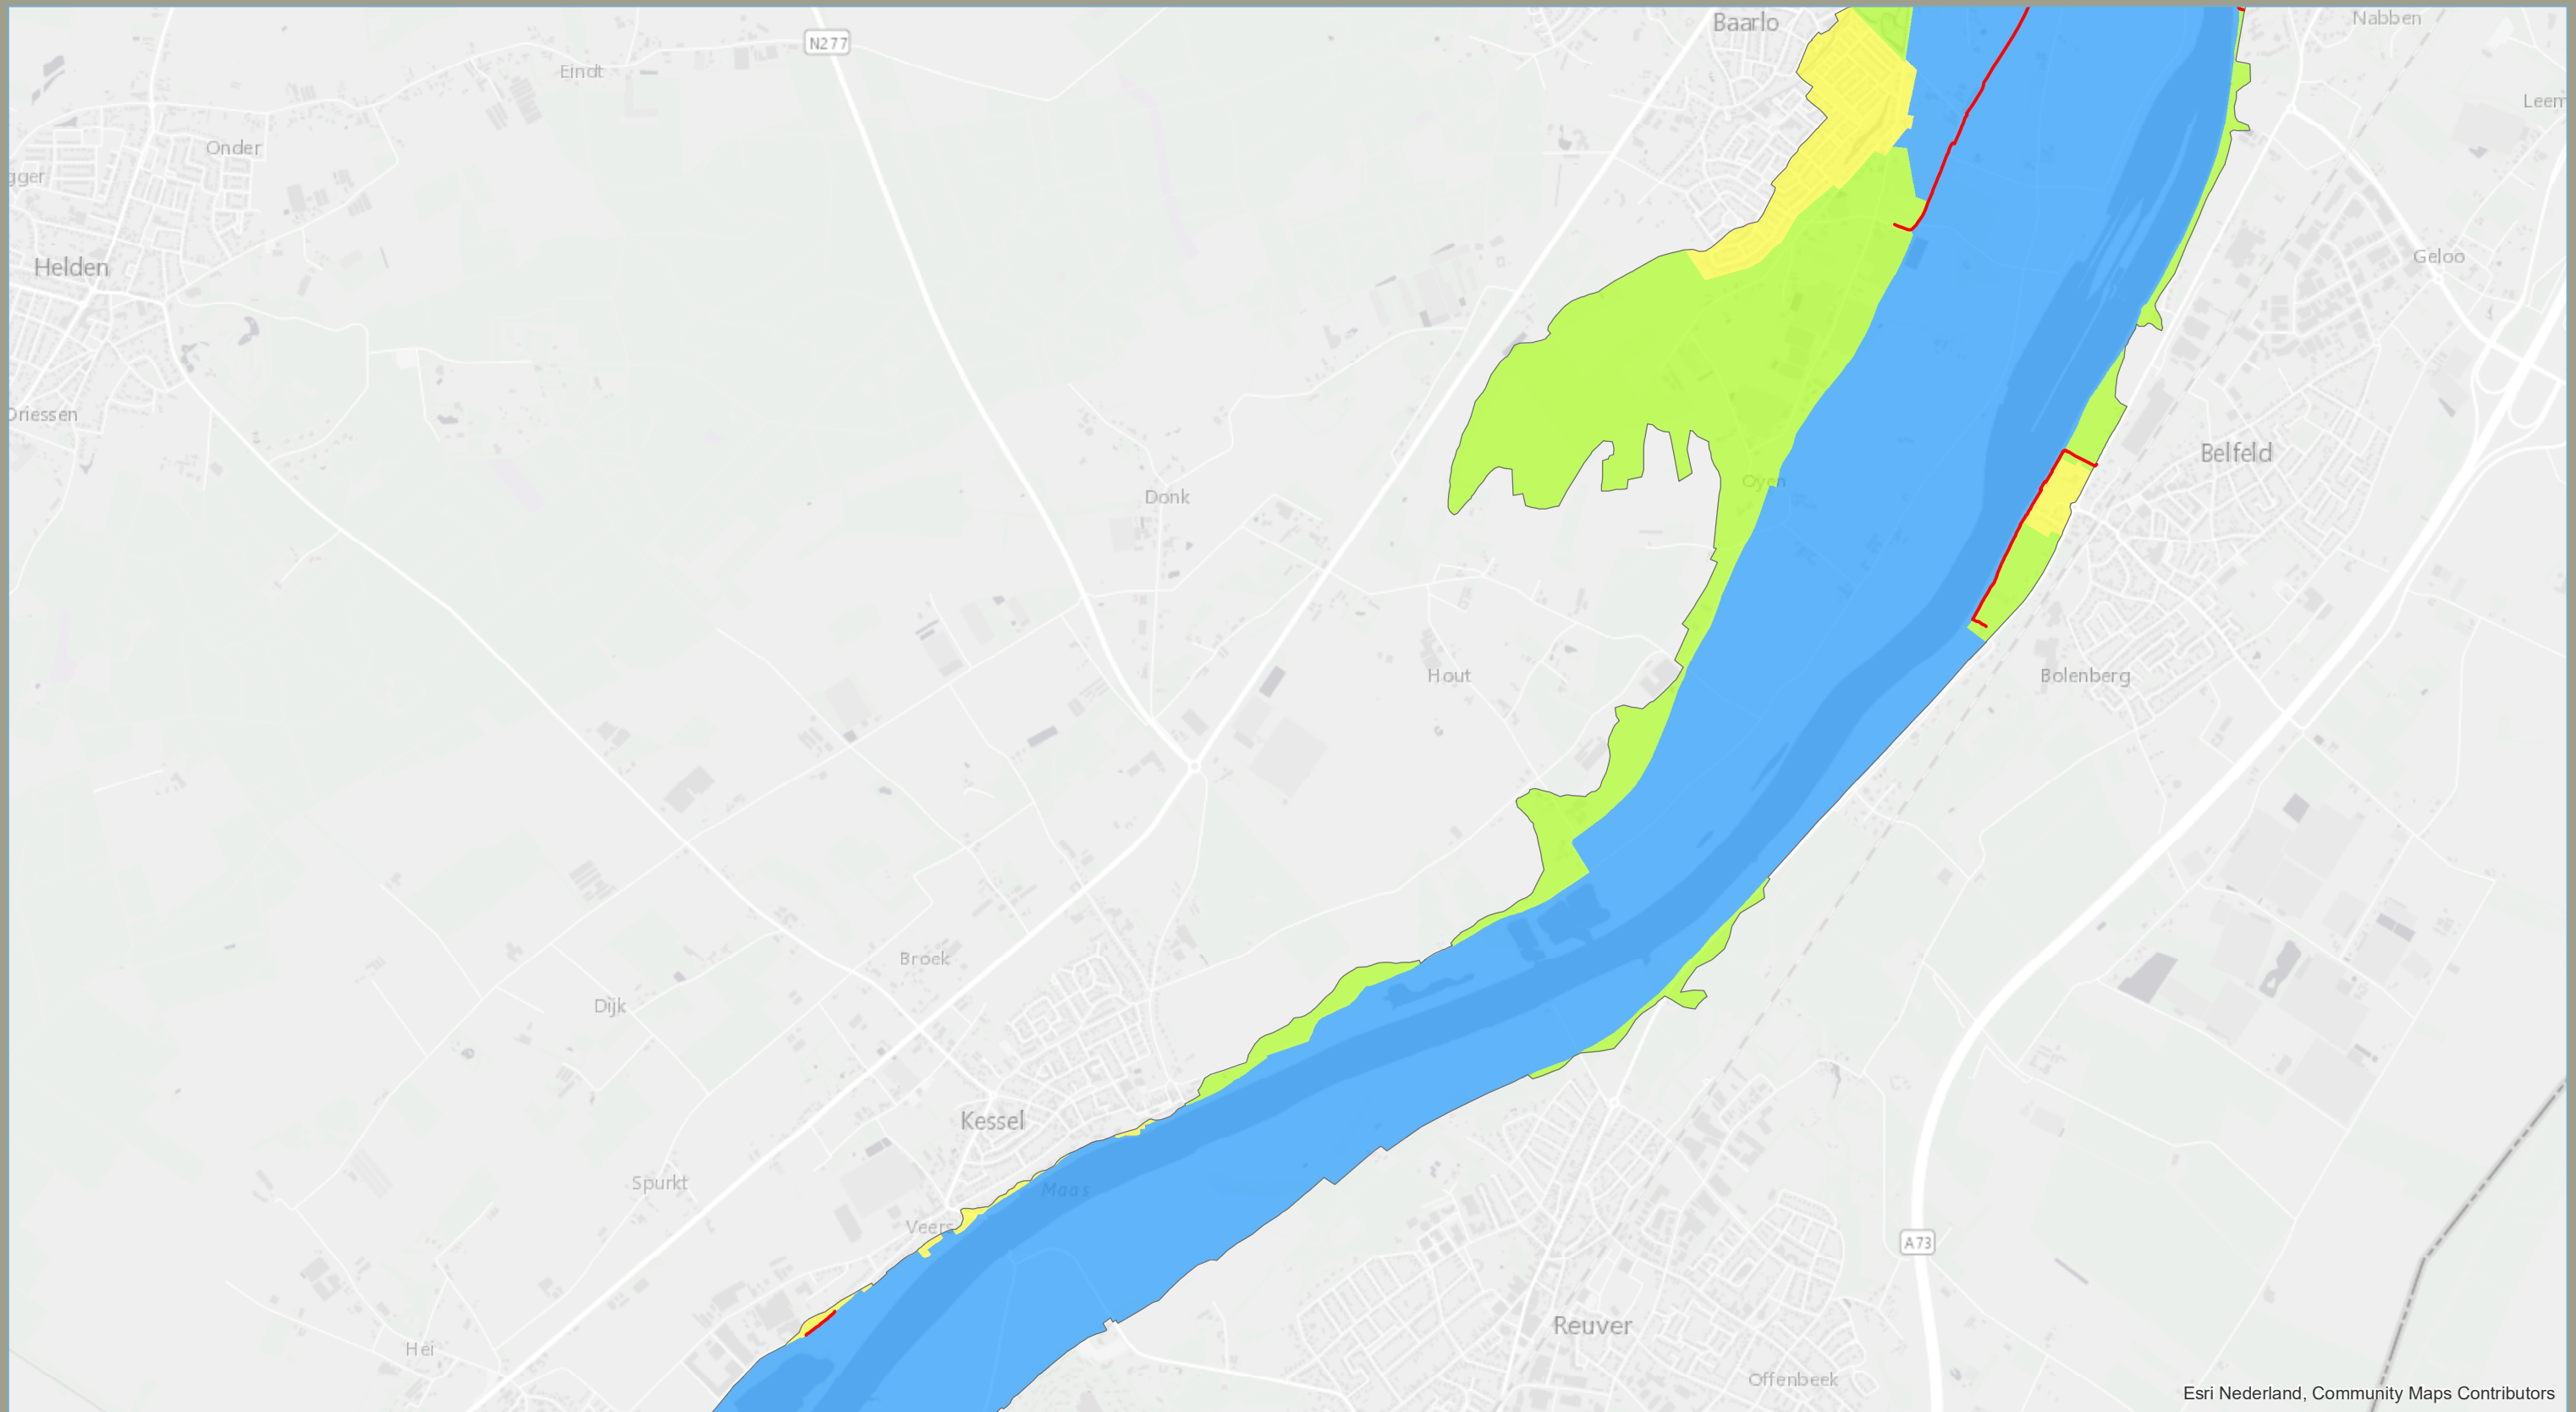 Baarlo
Nabben
N277
Eindt
Leem
Onder
gger
Geloo
Helden
Driessen
Belfeld
Oyen
Donk
Hout
Bolenberg
Broek
Dijk
Kessel
Spurkt
Maas
Veers
A73
Reuver
Hei
Offenbeek
Esri Nederland, Community Maps Contributors